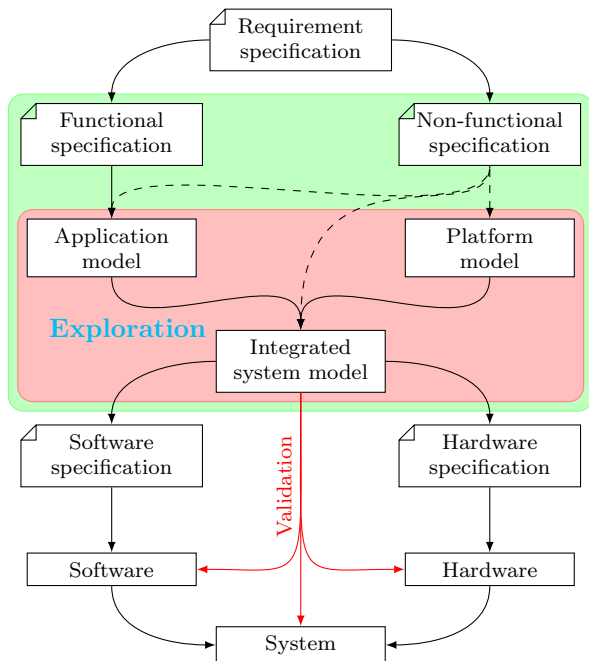 Requirement
specification
Functional
specification
Non-functional
specification
Application
model
Platform
model
Exploration
Integrated
system model
Software
specification
Validation
Hardware
specification
Software
Hardware
System